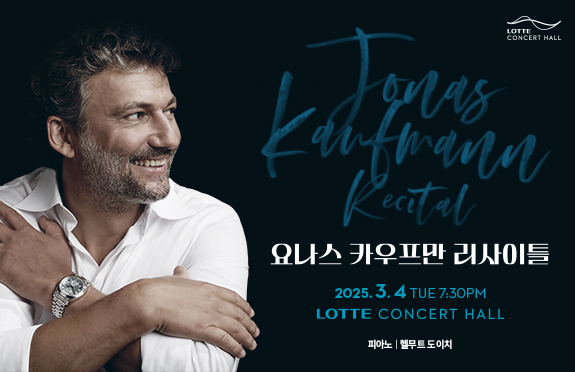 LOTTE
CONCERT HALL
Jonas
Kaufmann
Recital
요나스 카우프만 리사이틀
2025. 3. 4 TUE 7:30PM
LOTTE CONCERT HALL
피아노 | 헬무트 도이치